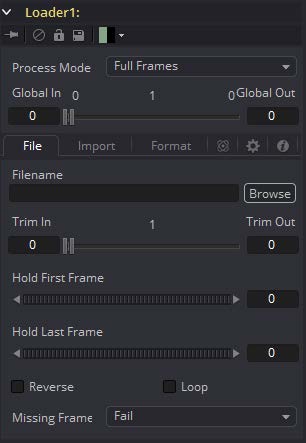 Loader1:
Process Mode Full Frames
Global In 0 1 0 Global Out
0 0
File Import Format
Filename
Browse
Trim In 1 Trim Out
0 0
Hold First Frame
0
Hold Last Frame
0
Reverse Loop
Missing Frame Fail